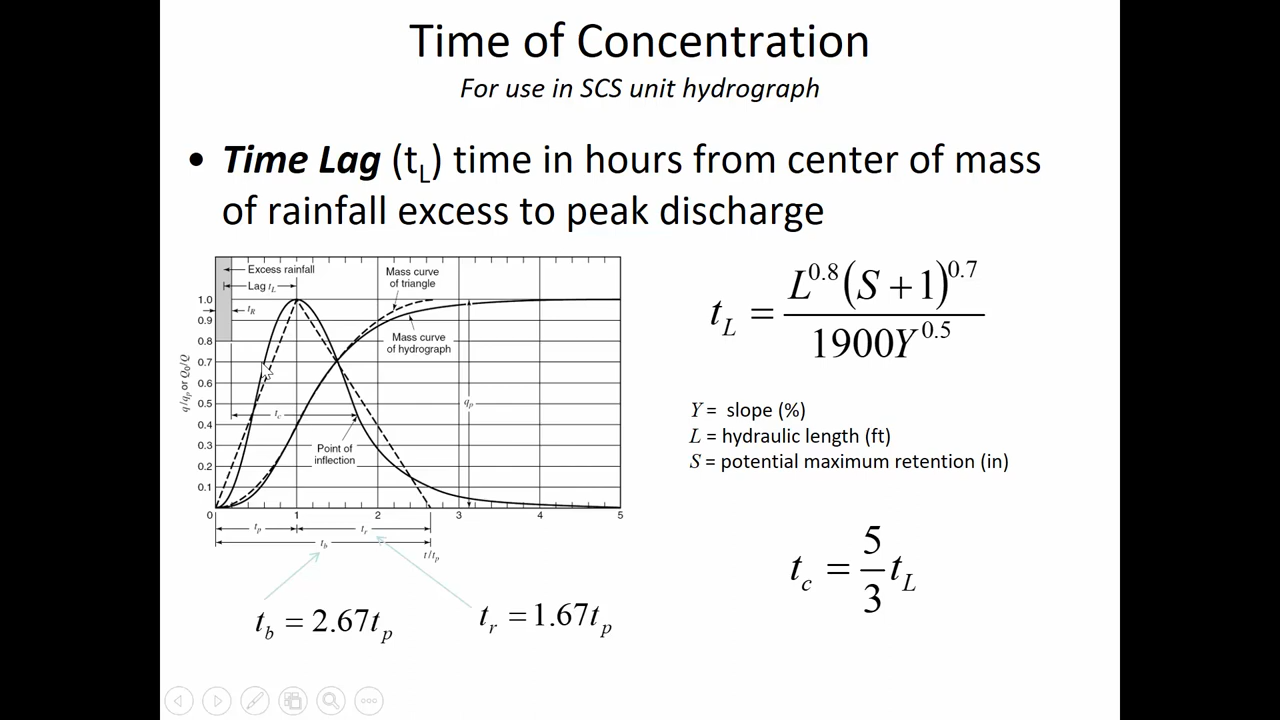 Time of Concentration
For use in SCS unit hydrograph
• Time Lag (t_L) time in hours from center of mass
of rainfall excess to peak discharge
Excess rainfall
Lag t_L
t_R
Mass curve
of triangle
Mass curve
of hydrograph
q_p
t_c
Point of
inflection
q/q_p or Q_0/Q
1.0
0.9
0.8
0.7
0.6
0.5
0.4
0.3
0.2
0.1
0 1 2 3 4 5
t_p t_r
t_b
t/t_p
t_b = 2.67t_p
t_r = 1.67t_p
t_L = L^0.8 (S + 1)^0.7 / 1900Y^0.5
Y = slope (%)
L = hydraulic length (ft)
S = potential maximum retention (in)
t_c = 5/3 t_L